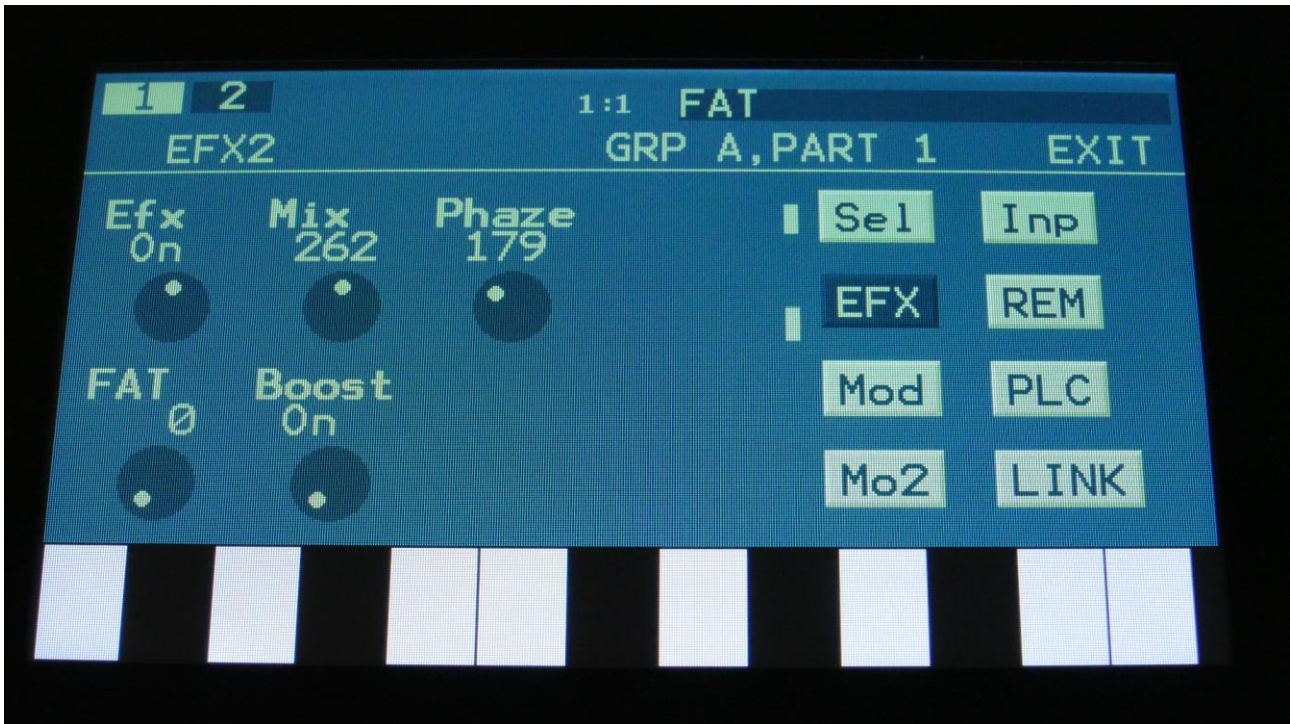 1 2 1:1 FAT
EFX2 GRP A,PART 1 EXIT
Efx Mix Phaze Sel Inp
On 262 179
EFX REM
FAT Boost Mod PLC
0 On
Mo2 LINK